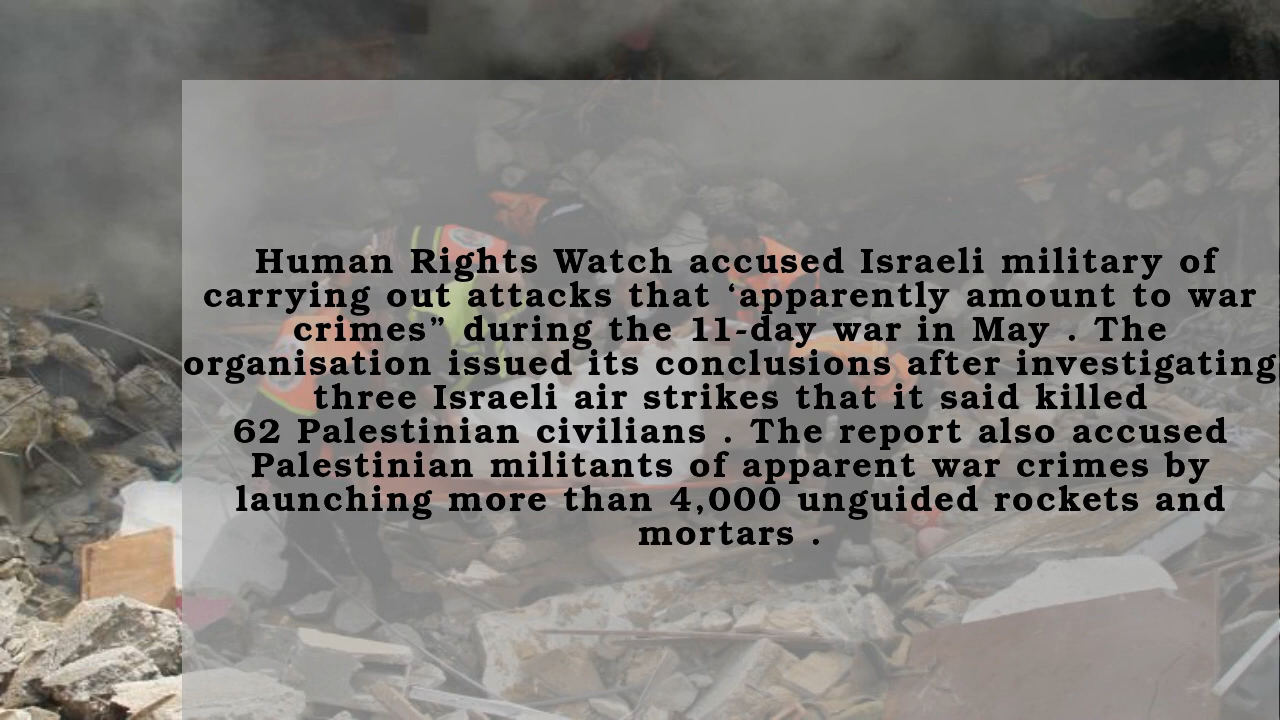 Human Rights Watch accused Israeli military of
carrying out attacks that ‘apparently amount to war
crimes” during the 11-day war in May . The
organisation issued its conclusions after investigating
three Israeli air strikes that it said killed
62 Palestinian civilians . The report also accused
Palestinian militants of apparent war crimes by
launching more than 4,000 unguided rockets and
mortars .